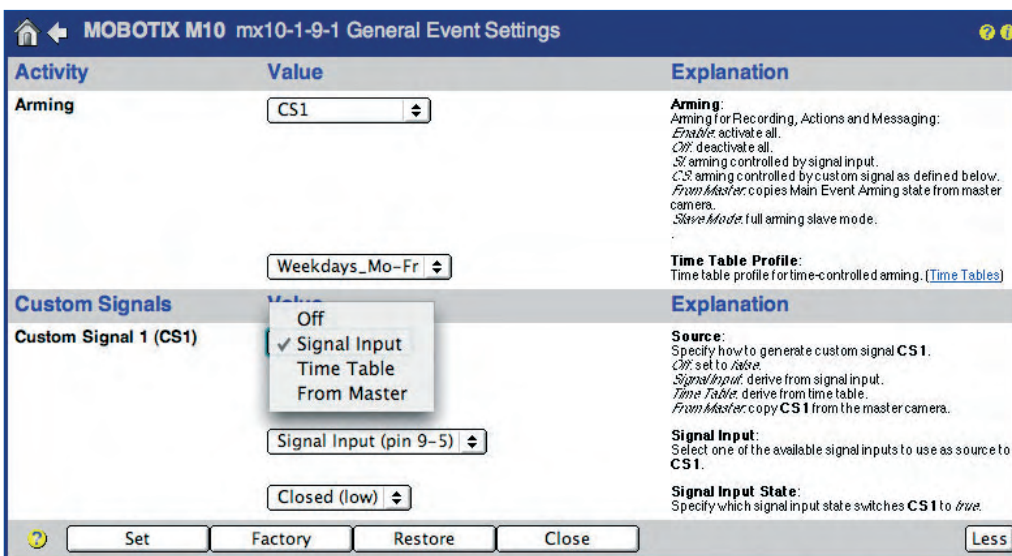 MOBOTIX M10 mx10-1-9-1 General Event Settings
Activity Value Explanation
Arming
CS1
Arming:
Arming for Recording, Actions and Messaging:
Enable: activate all.
Off: deactivate all.
SI: arming controlled by signal input.
CS: arming controlled by custom signal as defined below.
From Master: copies Main Event Arming state from master
camera.
Slave Mode: full arming slave mode.
.
Weekdays_Mo-Fr
Time Table Profile:
Time table profile for time-controlled arming. (Time Tables)
Custom Signals Value Explanation
Custom Signal 1 (CS1)
Off
✓ Signal Input
Time Table
From Master
Source:
Specify how to generate custom signal CS1.
Off: set to false.
Signal Input: derive from signal input.
Time Table: derive from time table.
From Master: copy CS1 from the master camera.
Signal Input (pin 9-5)
Signal Input:
Select one of the available signal inputs to use as source to
CS1.
Closed (low)
Signal Input State:
Specify which signal input state switches CS1 to true.
? Set Factory Restore Close Less